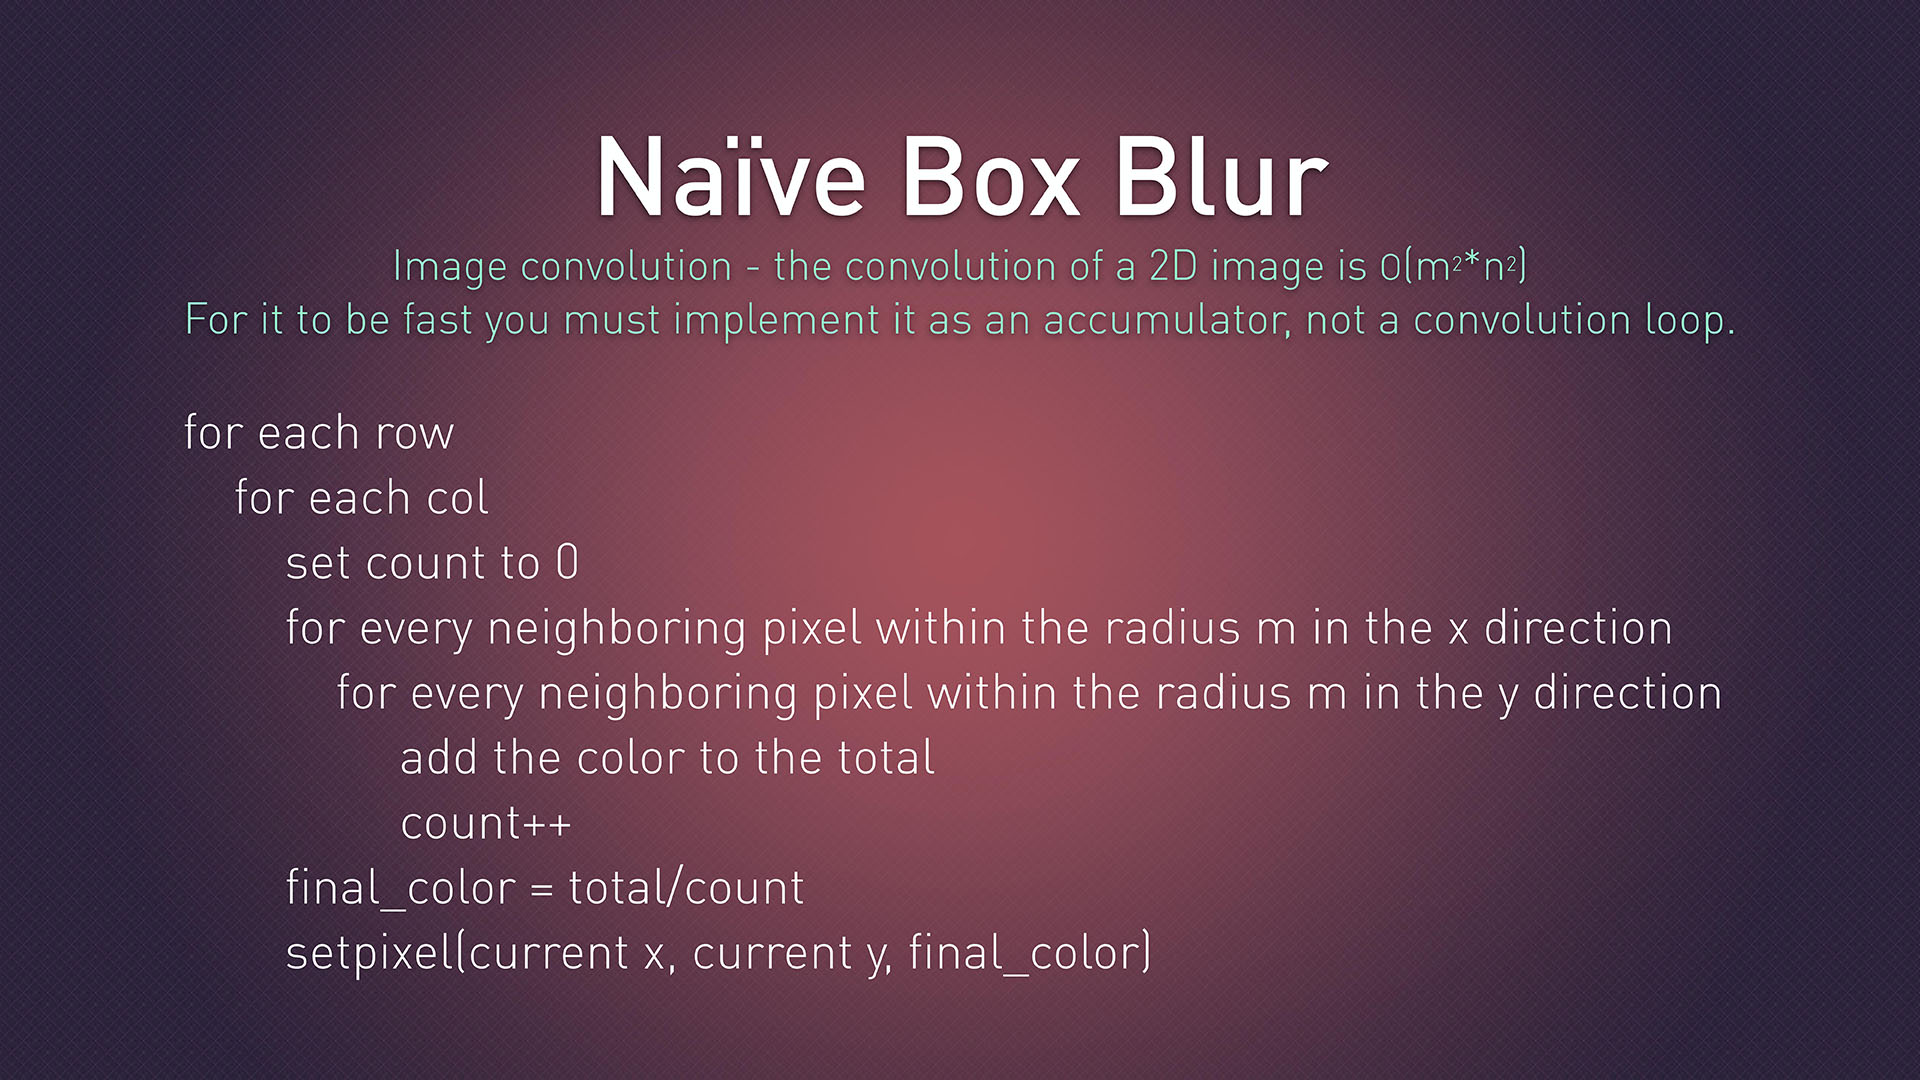 Naïve Box Blur
Image convolution - the convolution of a 2D image is O(m²*n²)
For it to be fast you must implement it as an accumulator, not a convolution loop.
for each row
for each col
set count to 0
for every neighboring pixel within the radius m in the x direction
for every neighboring pixel within the radius m in the y direction
add the color to the total
count++
final_color = total/count
setpixel(current x, current y, final_color)